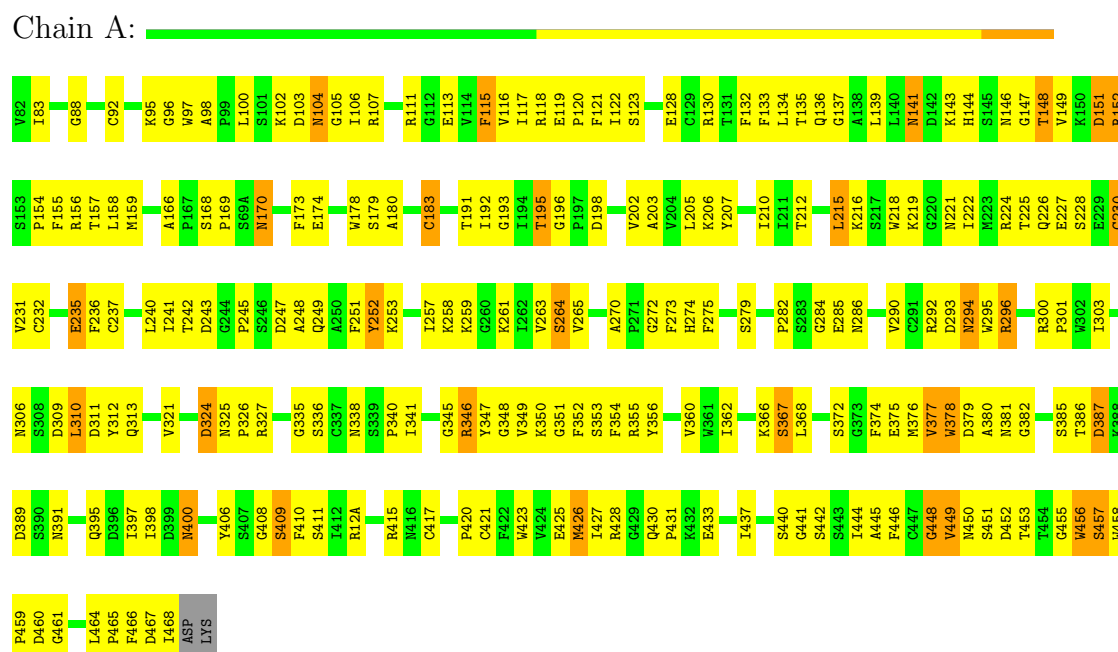 Chain A:
V82 I83 G88 C92 K95 G96 W97 A98 P99 L100 S101 K102 D103 N104 G105 I106 R107 R111 G112 E113 V114 F115 V116 I117 R118 E119 P120 F121 I122 S123 E128 C129 R130 T131 F132 F133 L134 T135 Q136 G137 A138 L139 L140 N141 D142 K143 H144 S145 N146 G147 T148 V149 K150 D151 R152
S153 P154 F155 R156 T157 L158 M159 A166 P167 S168 P169 S69A N170 F173 E174 W178 S179 A180 C183 T191 I192 G193 I194 T195 G196 P197 D198 V202 A203 V204 L205 K206 Y207 I210 I211 T212 L215 K216 S217 W218 K219 G220 N221 I222 M223 R224 T225 Q226 E227 S228 E229 C230
V231 C232 E235 F236 C237 L240 I241 T242 D243 G244 P245 S246 D247 A248 Q249 A250 F251 Y252 K253 I257 K258 K259 G260 K261 I262 V263 S264 V265 A270 P271 G272 F273 H274 F275 S279 P282 S283 G284 E285 N286 V290 C291 R292 D293 N294 W295 R296 R300 P301 W302 I303
N306 S308 D309 L310 D311 Y312 Q313 V321 D324 N325 P326 R327 G335 S336 C337 N338 S339 P340 I341 G345 R346 Y347 G348 V349 K350 G351 F352 S353 F354 R355 Y356 V360 W361 I362 K366 S367 L368 S372 G373 F374 E375 M376 V377 W378 D379 A380 N381 G382 S385 T386 D387 K388
D389 S390 N391 Q395 D396 I397 I398 D399 N400 Y406 S407 G408 S409 F410 S411 I412 R12A R415 N416 C417 P420 C421 F422 W423 V424 E425 M426 I427 R428 G429 Q430 P431 K432 E433 I437 S440 G441 S442 S443 I444 A445 F446 C447 G448 V449 N450 S451 D452 T453 T454 G455 W456 S457 W458
P459 D460 G461 L464 P465 F466 D467 I468 ASP LYS